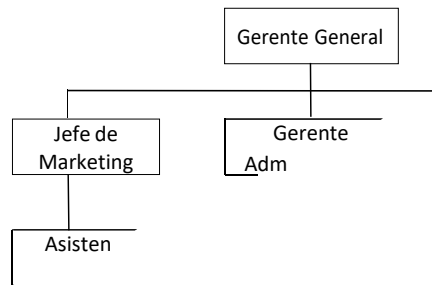 Gerente General
Jefe de
Marketing
Gerente
Adm
Asisten